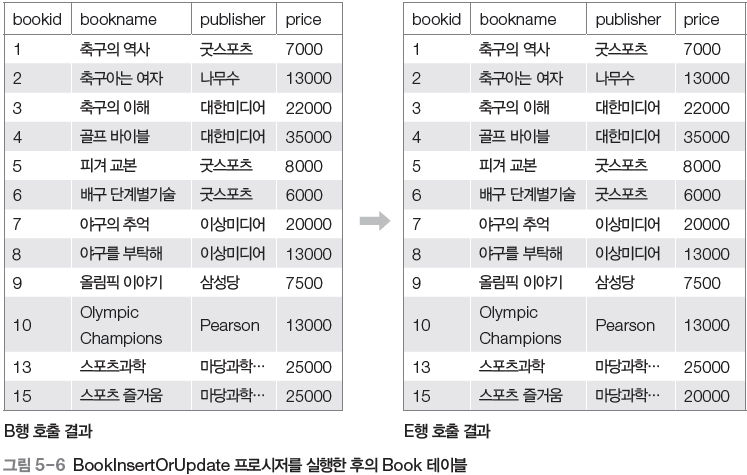 bookid bookname publisher price
1 축구의 역사 굿스포츠 7000
2 축구아는 여자 나무수 13000
3 축구의 이해 대한미디어 22000
4 골프 바이블 대한미디어 35000
5 피겨 교본 굿스포츠 8000
6 배구 단계별기술 굿스포츠 6000
7 야구의 추억 이상미디어 20000
8 야구를 부탁해 이상미디어 13000
9 올림픽 이야기 삼성당 7500
10 Olympic Champions Pearson 13000
13 스포츠과학 마당과학… 25000
15 스포츠 즐거움 마당과학… 25000
B행 호출 결과
bookid bookname publisher price
1 축구의 역사 굿스포츠 7000
2 축구아는 여자 나무수 13000
3 축구의 이해 대한미디어 22000
4 골프 바이블 대한미디어 35000
5 피겨 교본 굿스포츠 8000
6 배구 단계별기술 굿스포츠 6000
7 야구의 추억 이상미디어 20000
8 야구를 부탁해 이상미디어 13000
9 올림픽 이야기 삼성당 7500
10 Olympic Champions Pearson 13000
13 스포츠과학 마당과학… 25000
15 스포츠 즐거움 마당과학… 20000
E행 호출 결과
그림 5-6 BookInsertOrUpdate 프로시저를 실행한 후의 Book 테이블